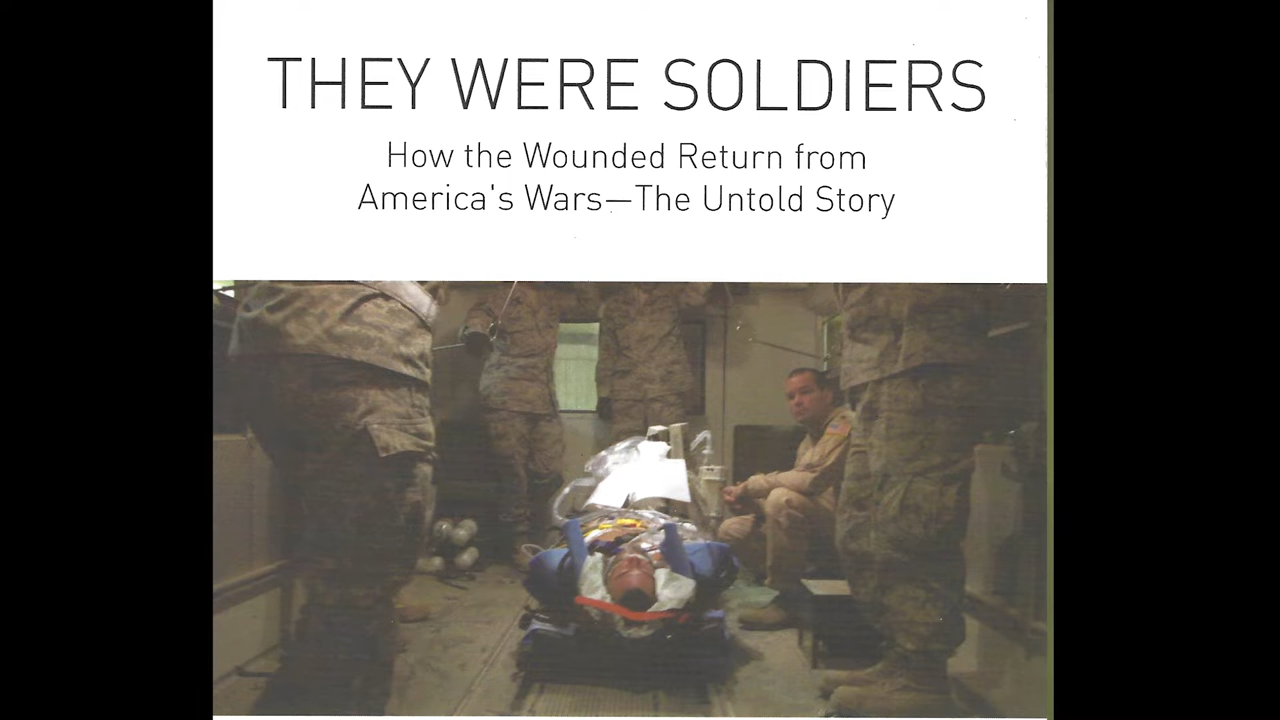 THEY WERE SOLDIERS
How the Wounded Return from
America's Wars—The Untold Story